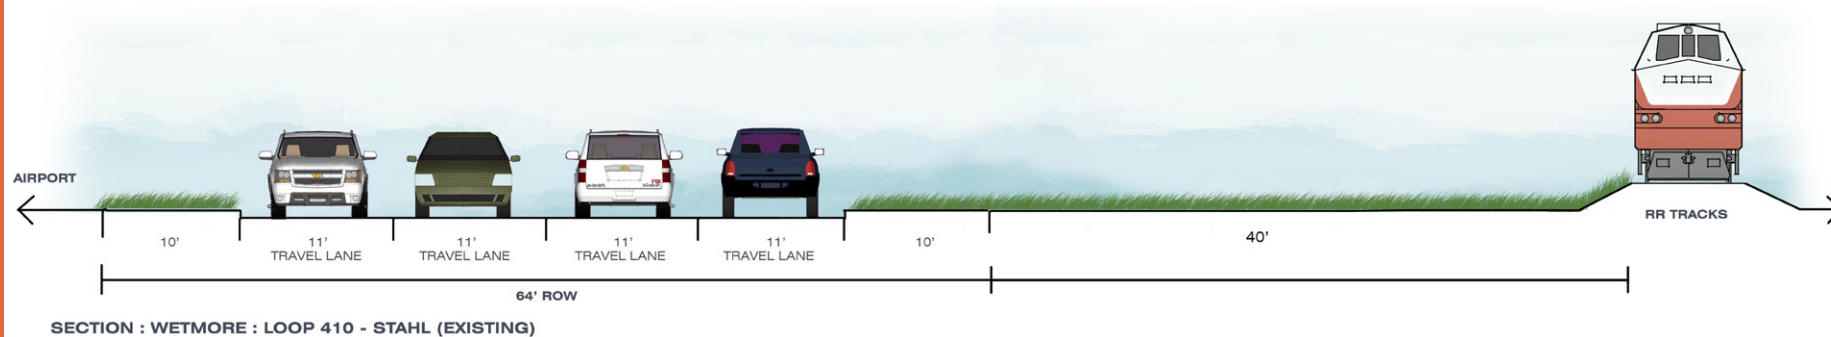 AIRPORT
RR TRACKS
10'
11'
TRAVEL LANE
11'
TRAVEL LANE
11'
TRAVEL LANE
11'
TRAVEL LANE
10'
40'
64' ROW
SECTION : WETMORE : LOOP 410 - STAHL (EXISTING)